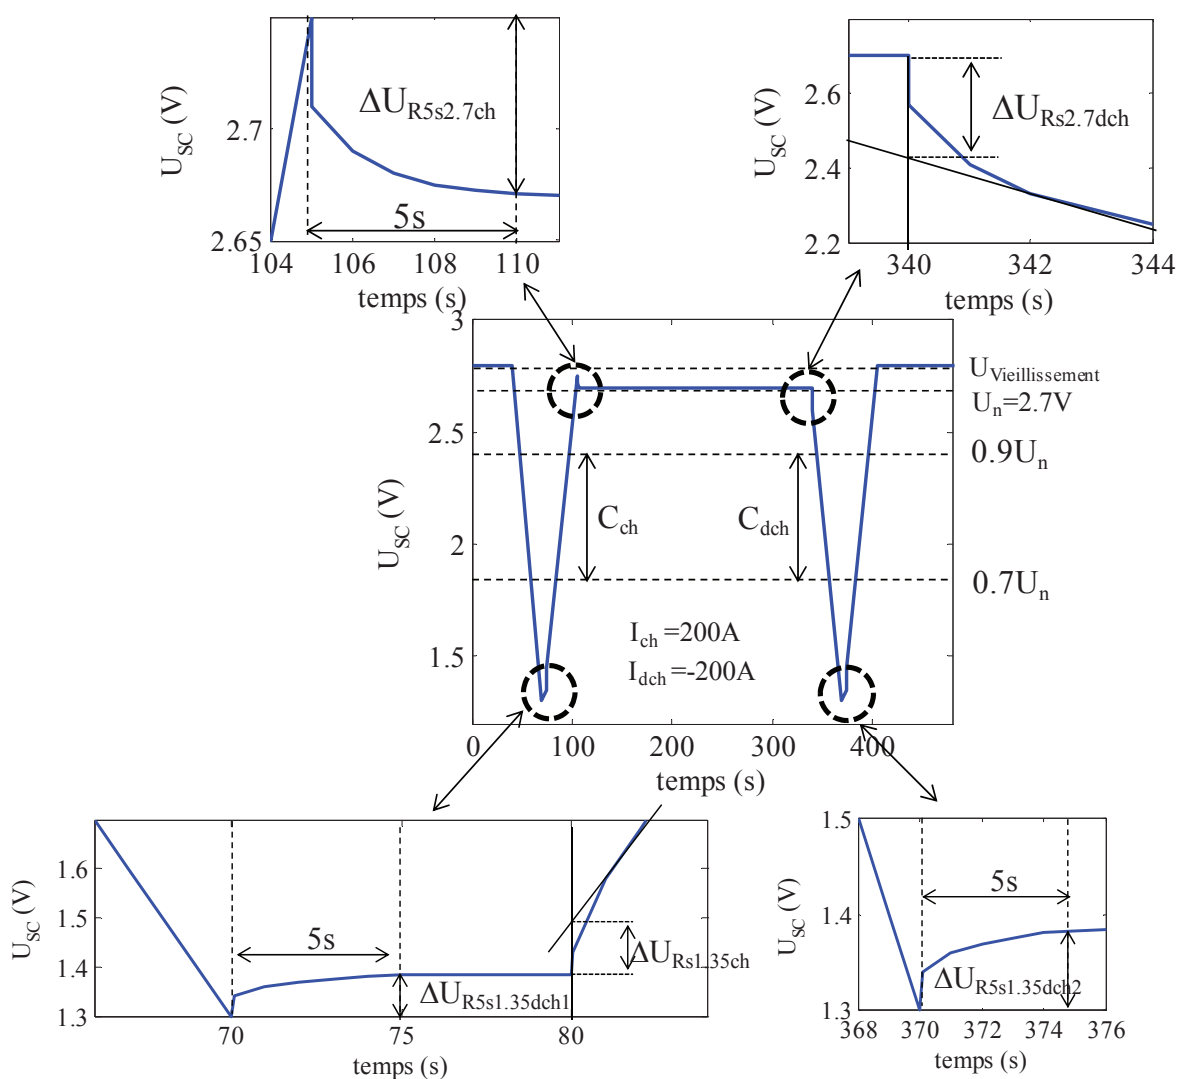 U_SC (V)
2.7
2.65
ΔU_R5s2.7ch
5s
104 106 108 110
temps (s)
U_SC (V)
2.6
2.4
2.2
ΔU_Rs2.7dch
340 342 344
temps (s)
U_SC (V)
3
2.5
2
1.5
U_Vieillissement
U_n=2.7V
0.9U_n
C_ch
C_dch
0.7U_n
I_ch=200A
I_dch=-200A
0 100 200 300 400
temps (s)
U_SC (V)
1.6
1.5
1.4
1.3
5s
ΔU_R5s1.35dch1
ΔU_Rs1.35ch
70 75 80
temps (s)
U_SC (V)
1.5
1.4
1.3
5s
ΔU_R5s1.35dch2
368 370 372 374 376
temps (s)